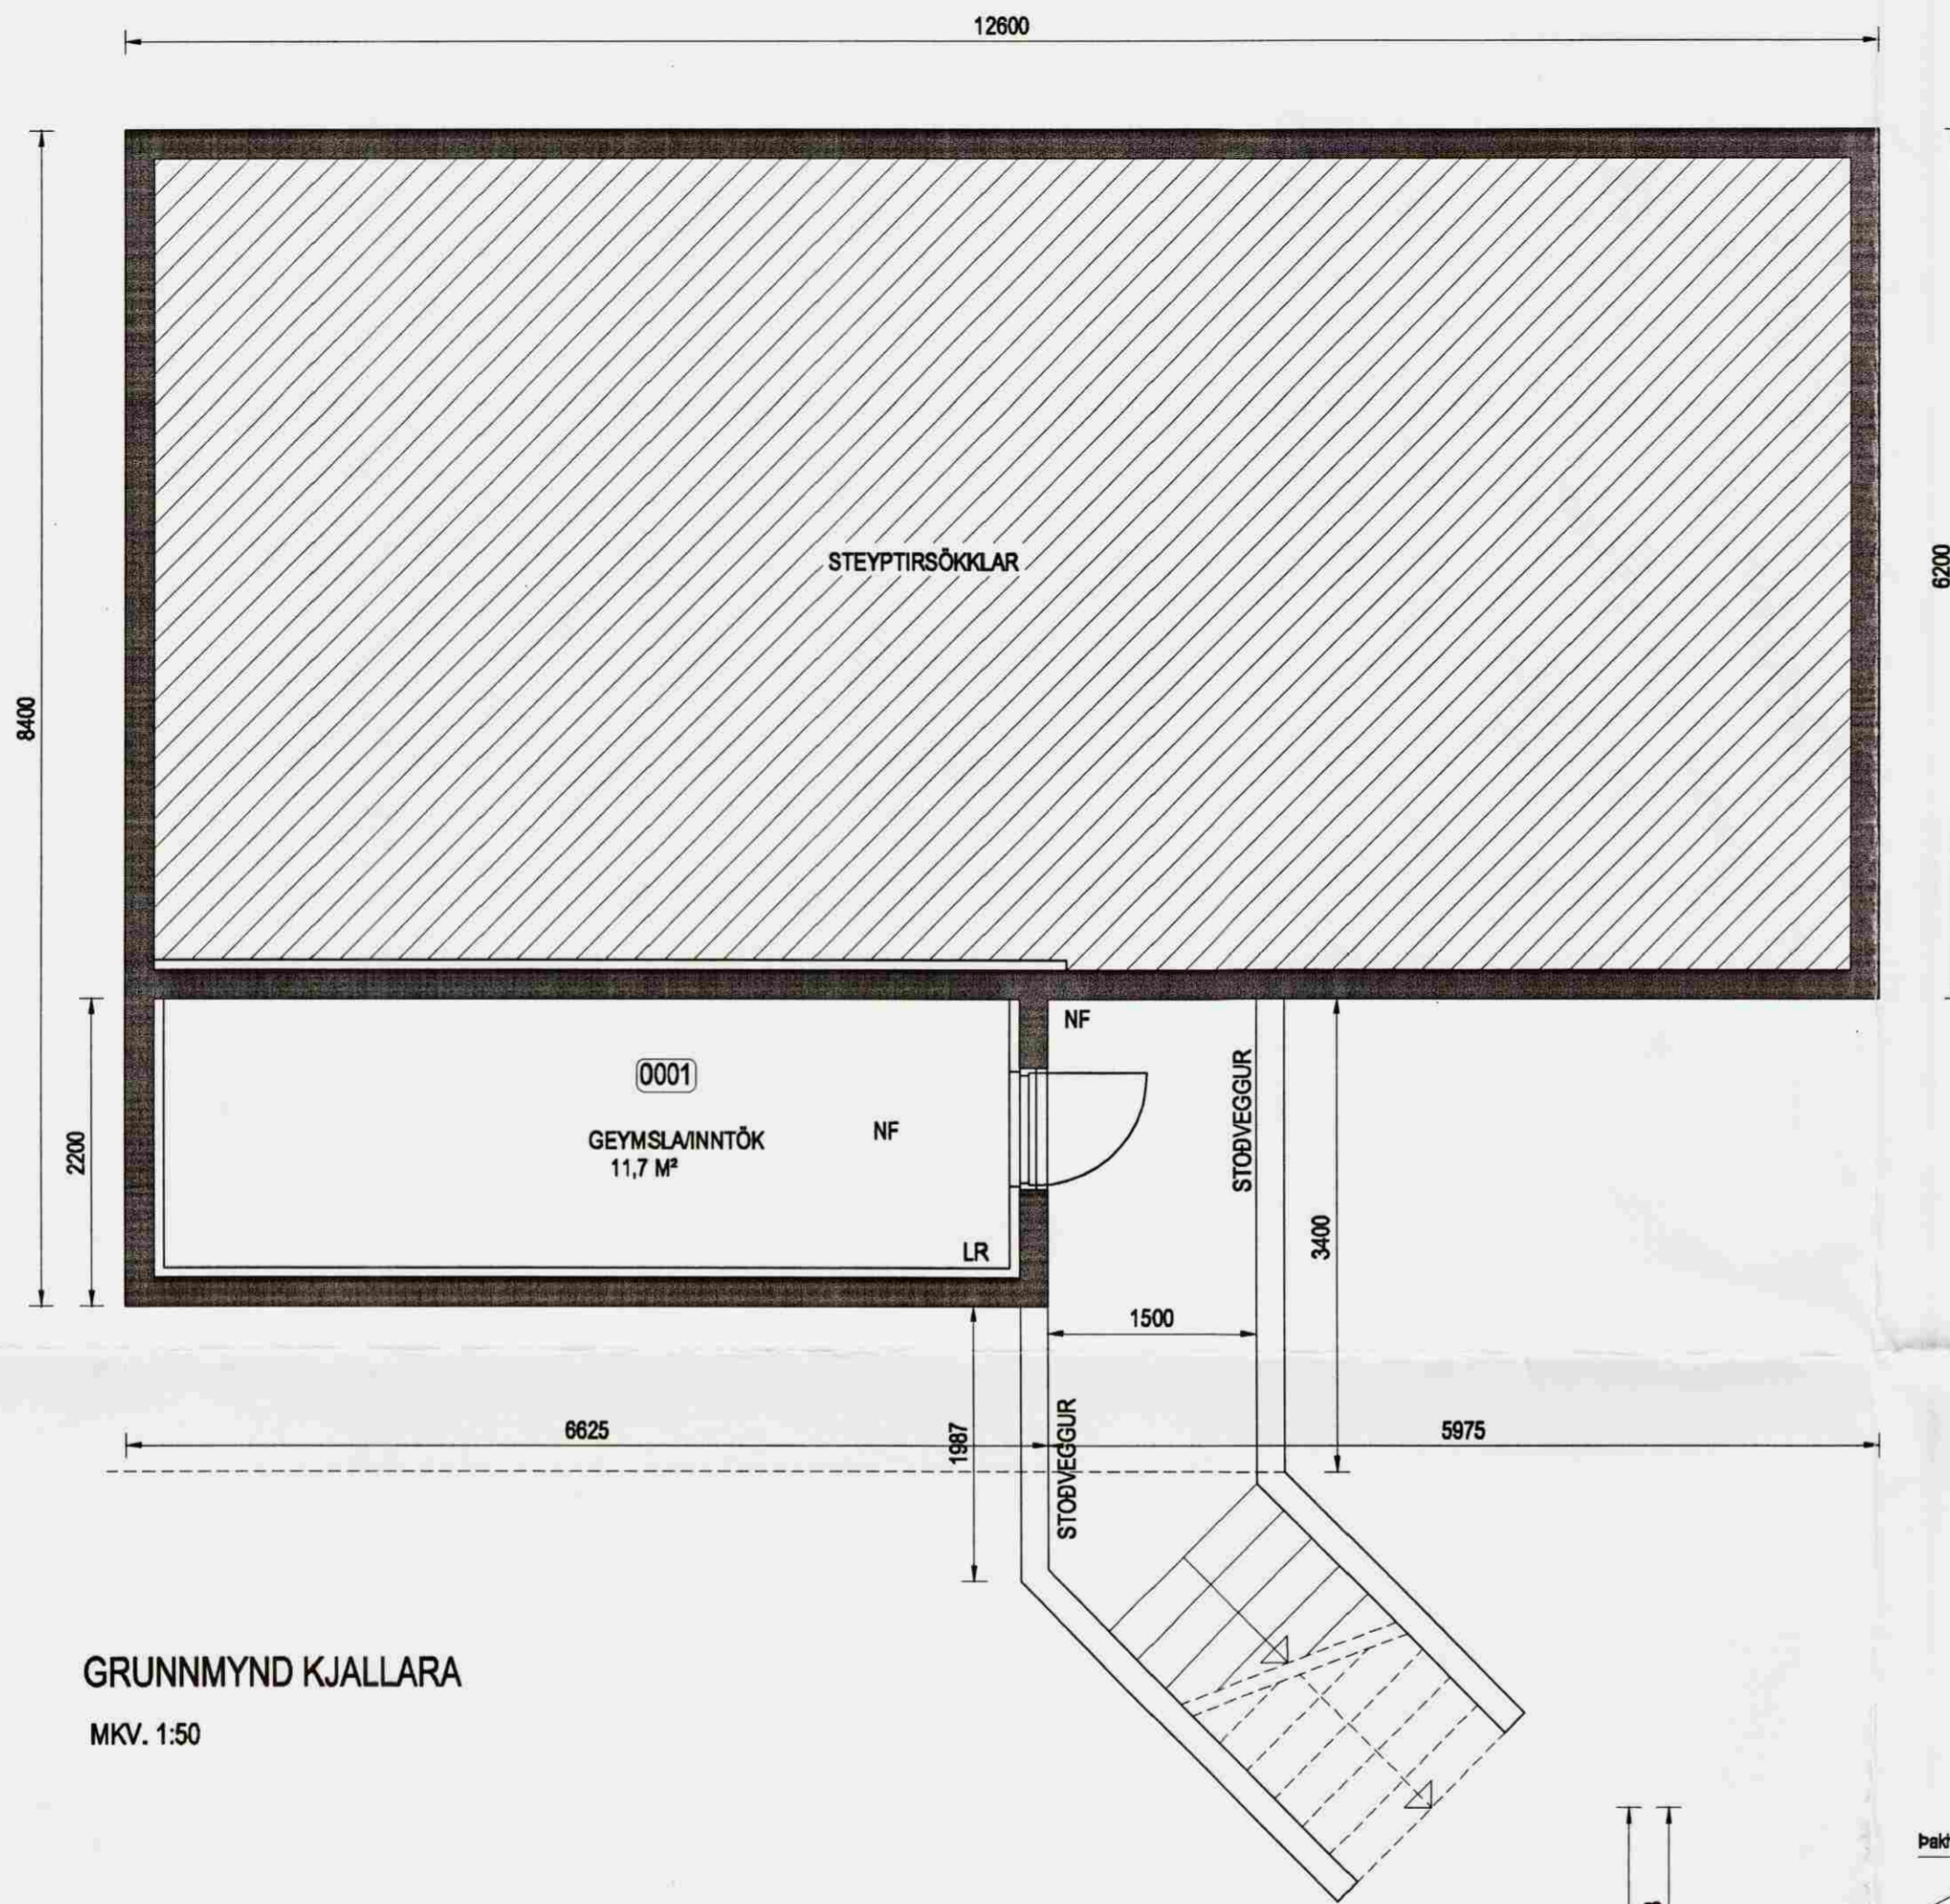 12600
8400
6200
STEYPTIRSÖKKLAR
NF
0001
GEYMSLA/INNTÖK
11,7 M²
NF
LR
2200
STOÐVEGGUR
3400
1500
6625
1987
STOÐVEGGUR
5975
GRUNNMYND KJALLARA
MKV. 1:50